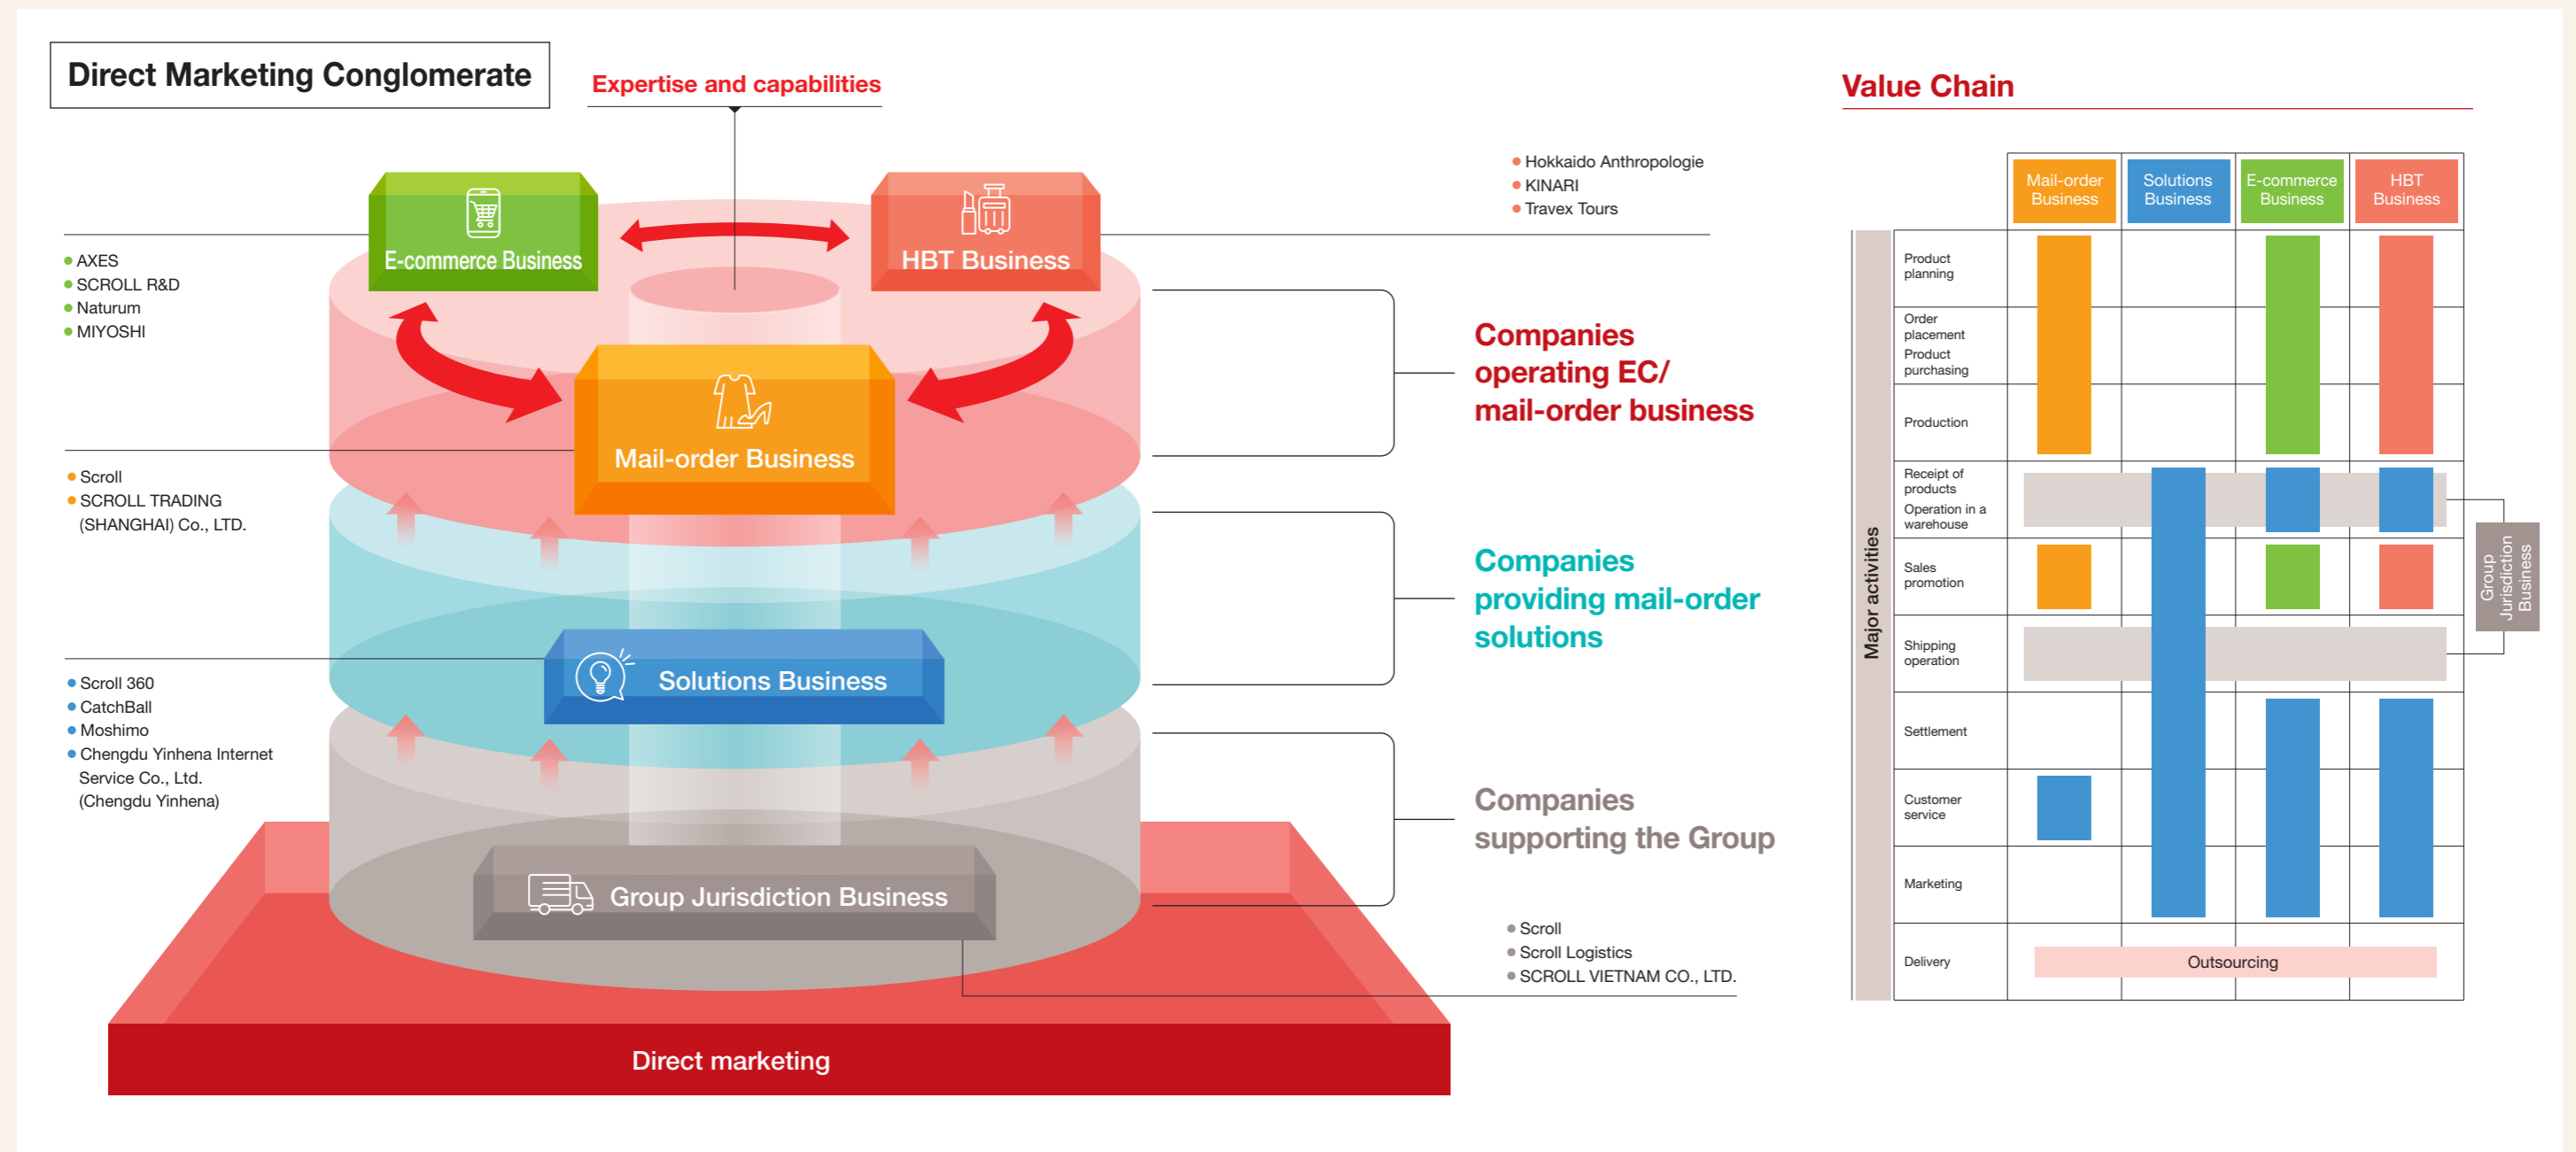 Direct Marketing Conglomerate
Expertise and capabilities
E-commerce Business
HBT Business
Mail-order Business
Solutions Business
Group Jurisdiction Business
Direct marketing
AXES
SCROLL R&D
Naturum
MIYOSHI
Scroll
SCROLL TRADING
(SHANGHAI) Co., LTD.
Scroll 360
CatchBall
Moshimo
Chengdu Yinhena Internet
Service Co., Ltd.
(Chengdu Yinhena)
Hokkaido Anthropologie
KINARI
Travex Tours
Companies
operating EC/
mail-order business
Companies
providing mail-order
solutions
Companies
supporting the Group
Scroll
Scroll Logistics
SCROLL VIETNAM CO., LTD.
Value Chain
Mail-order
Business
Solutions
Business
E-commerce
Business
HBT
Business
Major activities
Product
planning
Order
placement
Product
purchasing
Production
Receipt of
products
Operation in a
warehouse
Sales
promotion
Shipping
operation
Settlement
Customer
service
Marketing
Delivery
Outsourcing
Group
Jurisdiction
Business